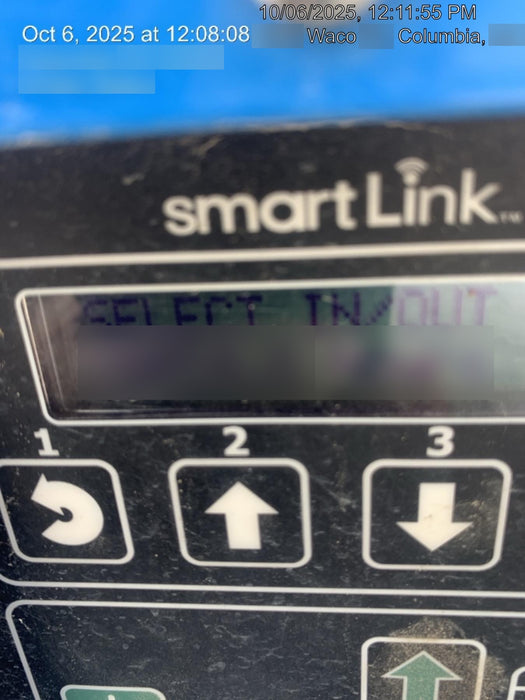 10/06/2025, 12:11:55 PM
Oct 6, 2025 at 12:08:08
Waco Columbia,
smartLink™
SELECT IN/OUT
1 2 3